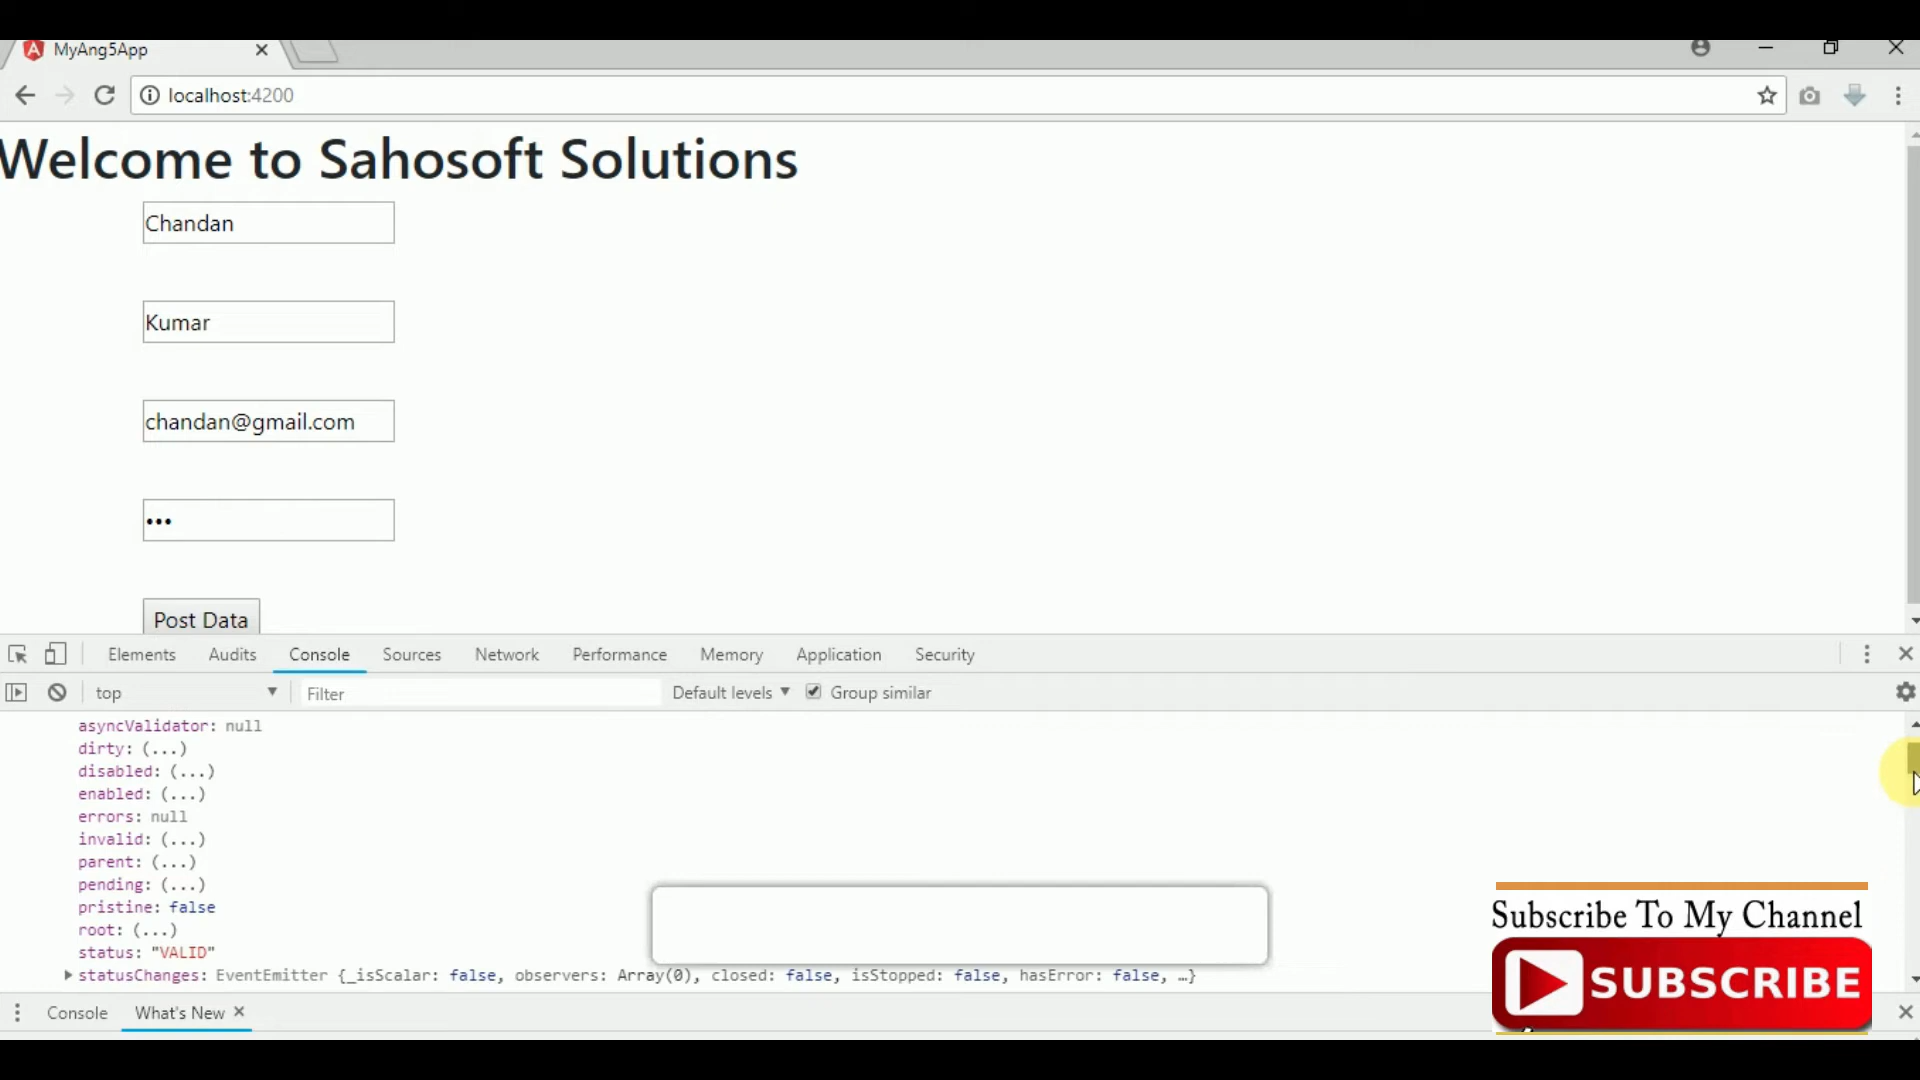 MyAng5App
localhost:4200
Welcome to Sahosoft Solutions
Chandan
Kumar
chandan@gmail.com
•••
Post Data
Elements Audits Console Sources Network Performance Memory Application Security
top Filter Default levels Group similar
asyncValidator: null
dirty: (...)
disabled: (...)
enabled: (...)
errors: null
invalid: (...)
parent: (...)
pending: (...)
pristine: false
root: (...)
status: "VALID"
statusChanges: EventEmitter {_isScalar: false, observers: Array(0), closed: false, isStopped: false, hasError: false, …}
Subscribe To My Channel
SUBSCRIBE
Console What's New